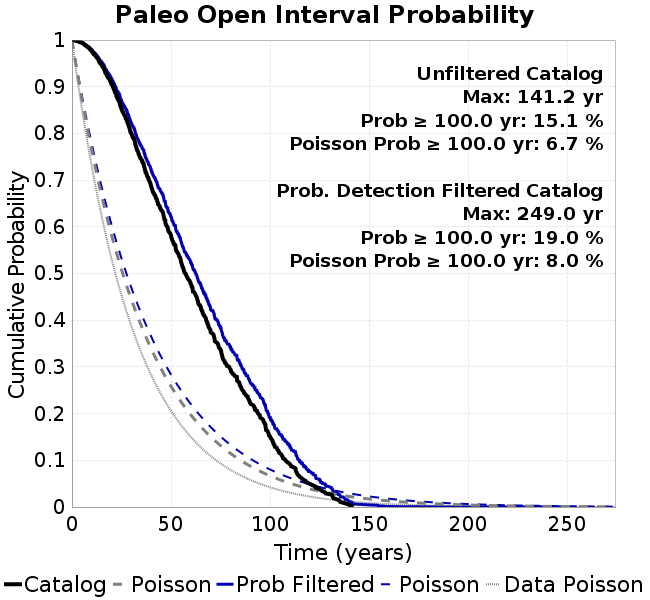 Paleo Open Interval Probability
Unfiltered Catalog
Max: 141.2 yr
Prob ≥ 100.0 yr: 15.1 %
Poisson Prob ≥ 100.0 yr: 6.7 %
Prob. Detection Filtered Catalog
Max: 249.0 yr
Prob ≥ 100.0 yr: 19.0 %
Poisson Prob ≥ 100.0 yr: 8.0 %
Cumulative Probability
1
0.9
0.8
0.7
0.6
0.5
0.4
0.3
0.2
0.1
0
0 50 100 150 200 250
Time (years)
Catalog Poisson Prob Filtered Poisson Data Poisson